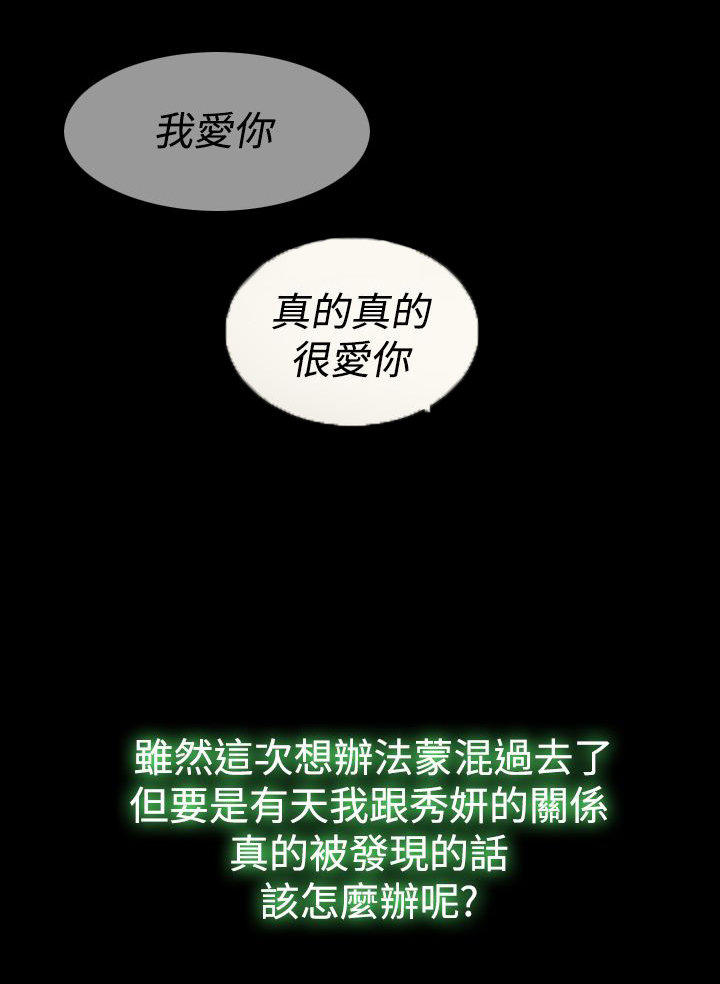 我愛你
真的真的
很愛你
雖然這次想辦法蒙混過去了
但要是有天我跟秀妍的關係
真的被發現的話
該怎麼辦呢?